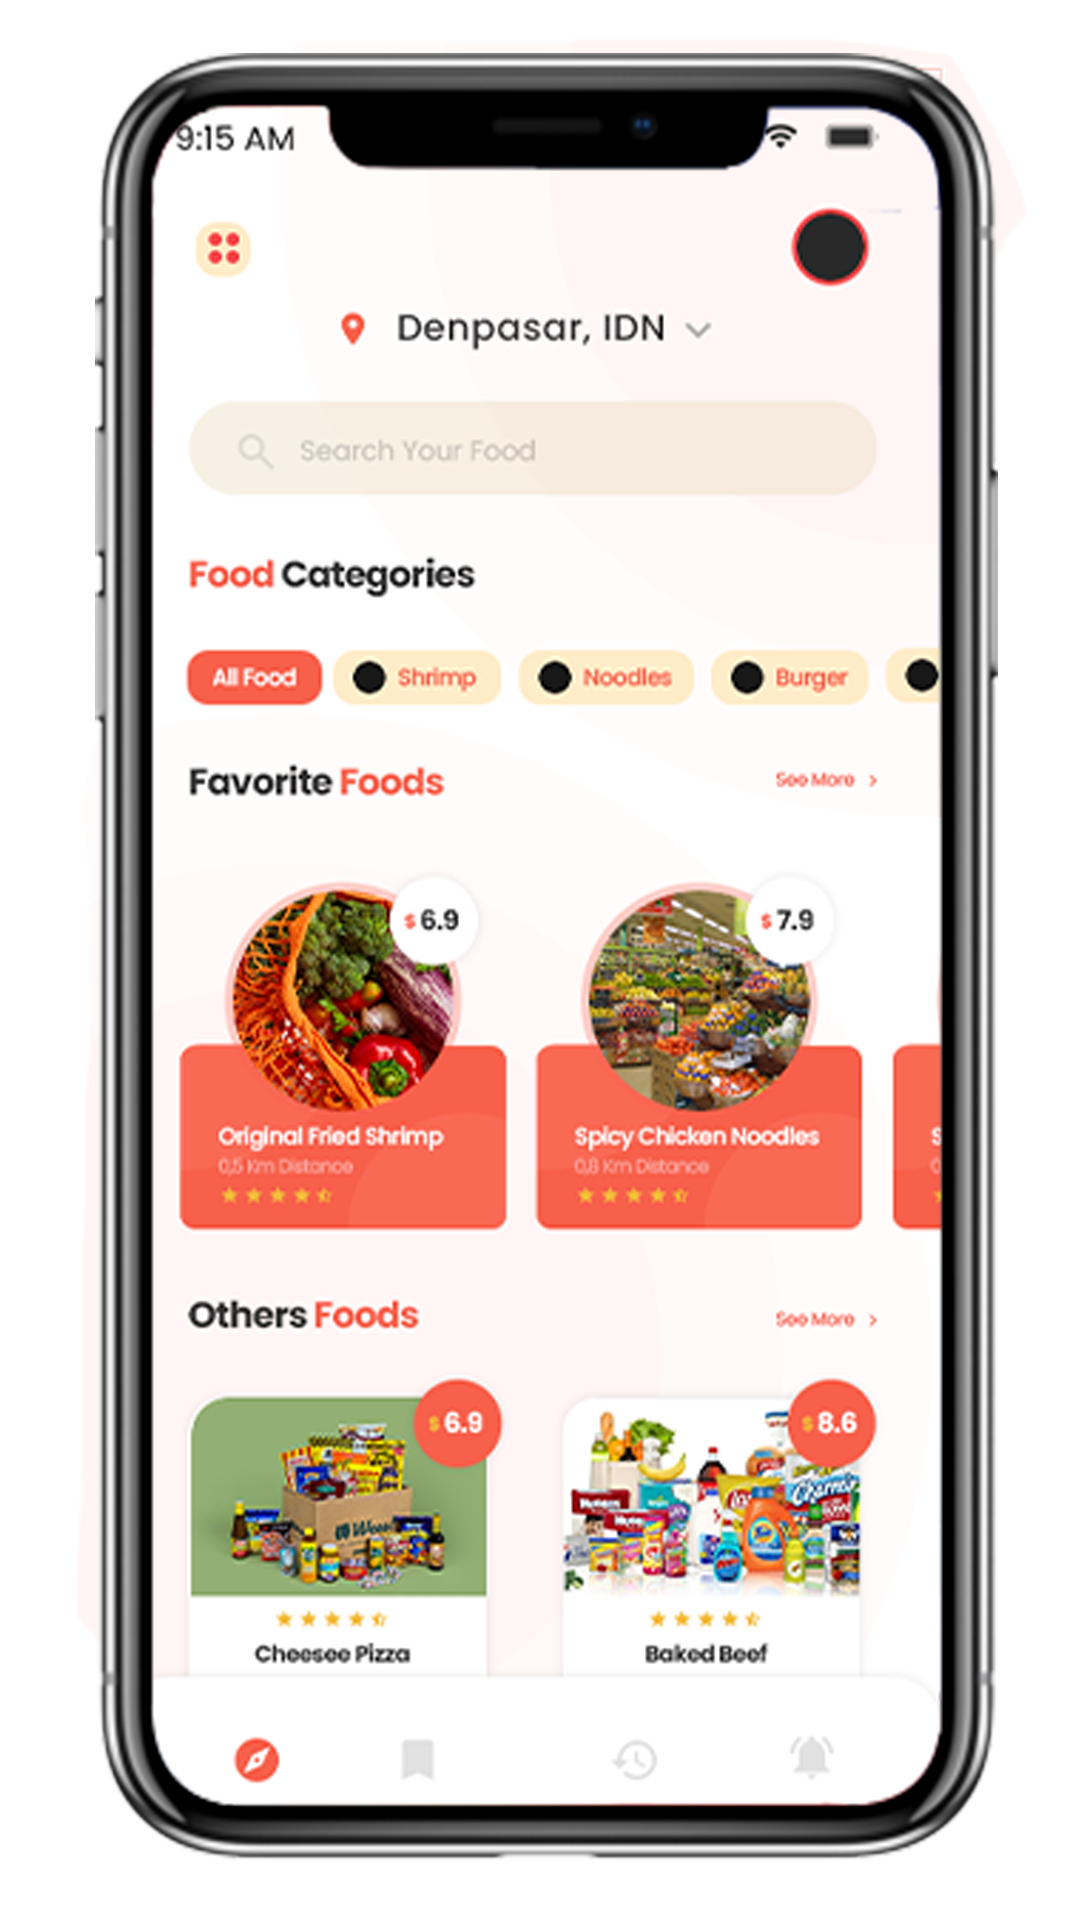 9:15 AM
Denpasar, IDN
Search Your Food
Food Categories
All Food
Shrimp
Noodles
Burger
Favorite Foods
See More
$ 6.9
$ 7.9
Original Fried Shrimp
0,5 Km Distance
Spicy Chicken Noodles
0,8 Km Distance
Others Foods
See More
$ 6.9
$ 8.6
Cheesee Pizza
Baked Beef